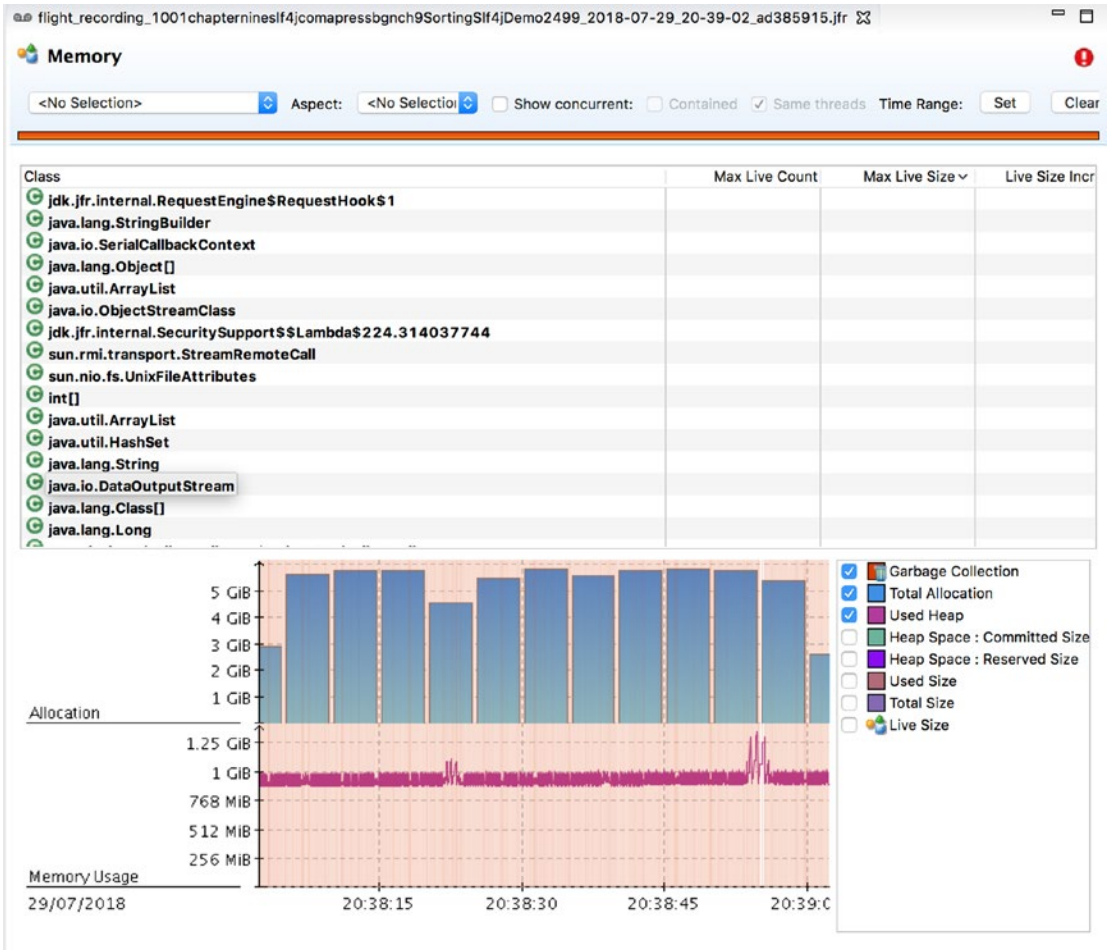 flight_recording_1001chapternineslf4jcomapressbgnch9SortingSlf4jDemo2499_2018-07-29_20-39-02_ad385915.jfr
Memory
<No Selection> Aspect: <No Selection Show concurrent: Contained Same threads Time Range: Set Clear
Class Max Live Count Max Live Size Live Size Incr
jdk.jfr.internal.RequestEngine$RequestHook$1
java.lang.StringBuilder
java.io.SerialCallbackContext
java.lang.Object[]
java.util.ArrayList
java.io.ObjectStreamClass
jdk.jfr.internal.SecuritySupport$$Lambda$224.314037744
sun.rmi.transport.StreamRemoteCall
sun.nio.fs.UnixFileAttributes
int[]
java.util.ArrayList
java.util.HashSet
java.lang.String
java.io.DataOutputStream
java.lang.Class[]
java.lang.Long
5 GiB
4 GiB
3 GiB
2 GiB
1 GiB
Allocation
1.25 GiB
1 GiB
768 MiB
512 MiB
256 MiB
Memory Usage
29/07/2018 20:38:15 20:38:30 20:38:45 20:39:0
Garbage Collection
Total Allocation
Used Heap
Heap Space : Committed Size
Heap Space : Reserved Size
Used Size
Total Size
Live Size